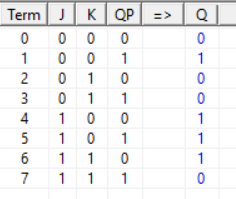 Term J K QP => Q
0 0 0 0 0
1 0 0 1 1
2 0 1 0 0
3 0 1 1 0
4 1 0 0 1
5 1 0 1 1
6 1 1 0 1
7 1 1 1 0